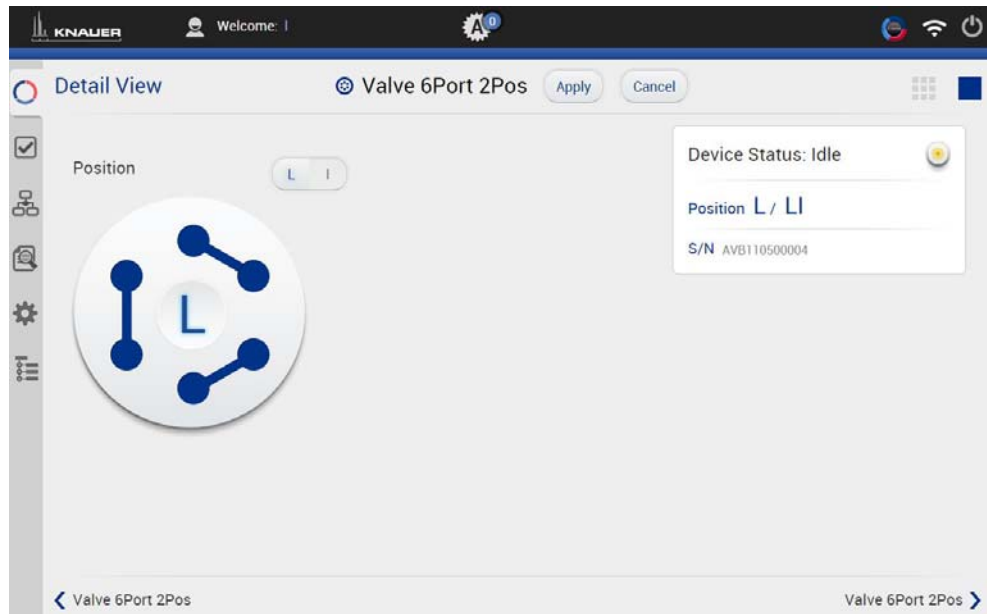 KNAUER Welcome: I A 0
Detail View Valve 6Port 2Pos Apply Cancel
Position L I
L
Device Status: Idle
Position L / LI
S/N AVB110500004
Valve 6Port 2Pos Valve 6Port 2Pos